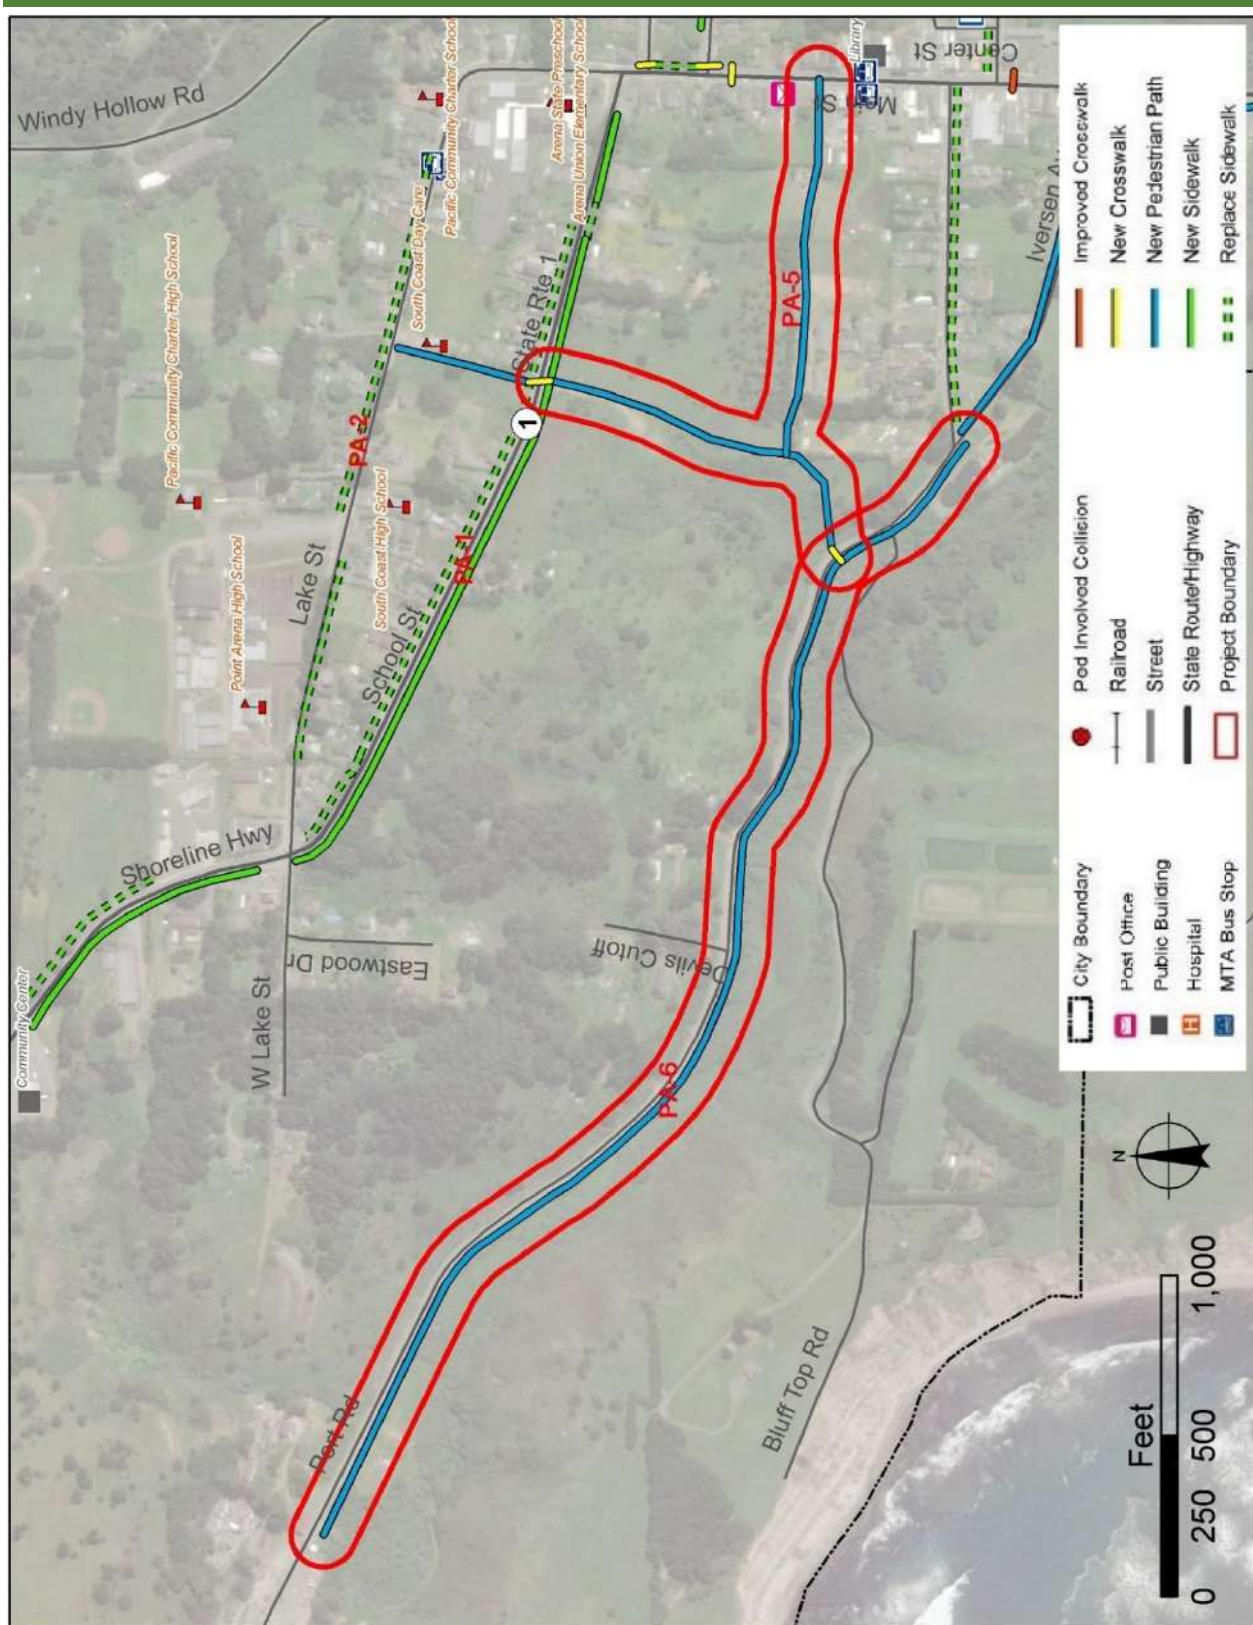 Windy Hollow Rd
Pacific Community Charter School
Arena State Preschool
Arena Union Elementary School
Library
Center St
Main St
South Coast Day Care
Pacific Community Charter High School
PA-2
State Rte 1
1
PA-5
Iversen Av
South Coast High School
PA-1
Lake St
School St
Point Arena High School
Shoreline Hwy
Community Center
W Lake St
Eastwood Dr
Devils Cutoff
PA-6
Port Rd
Bluff Top Rd
N
Feet
0 250 500 1,000
City Boundary
Post Office
Public Building
H Hospital
MTA Bus Stop
Ped Involved Collision
Railroad
Street
State Route/Highway
Project Boundary
Improved Crosswalk
New Crosswalk
New Pedestrian Path
New Sidewalk
Replace Sidewalk